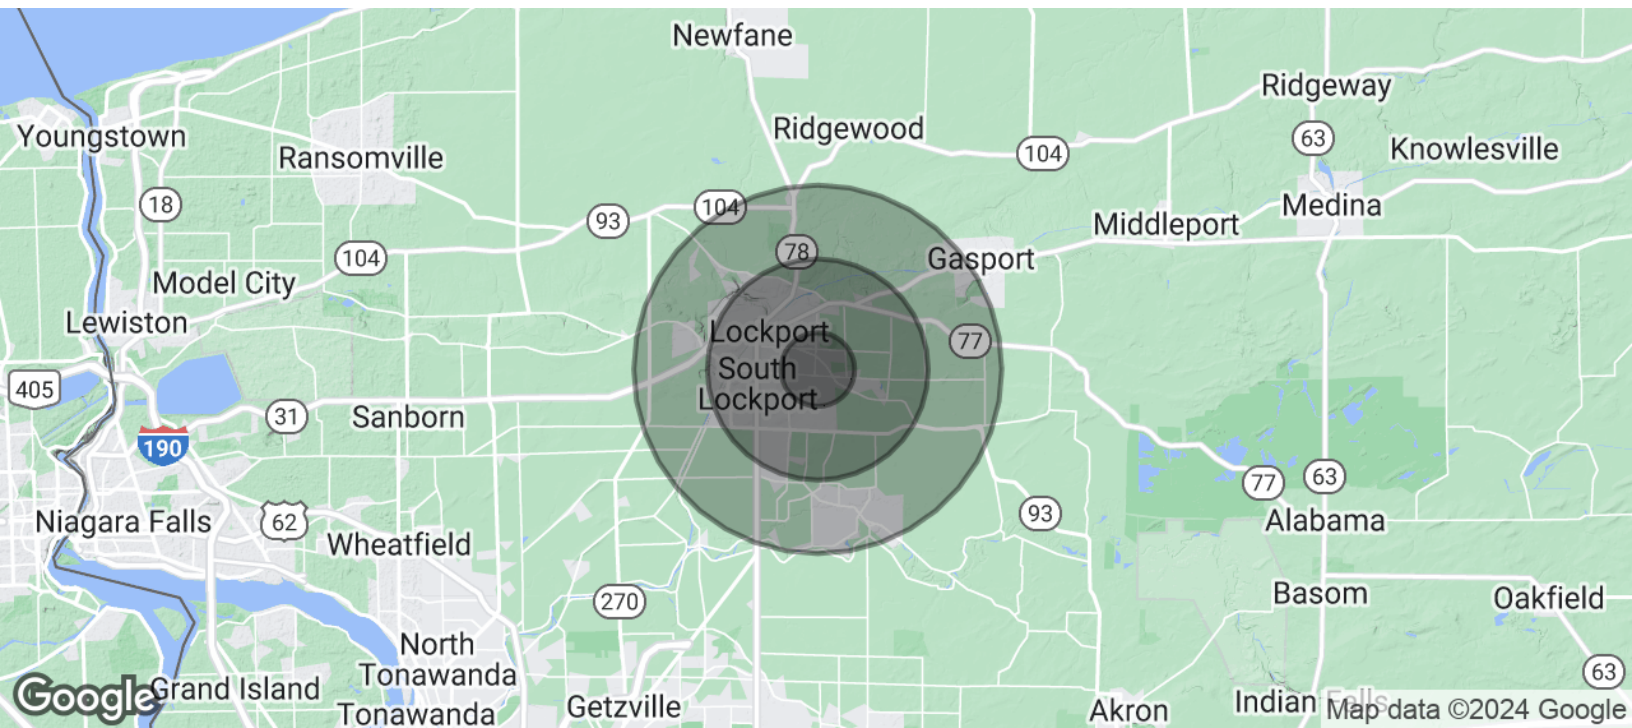 Newfane
Ridgeway
Ridgewood
63
Youngstown
104
Knowlesville
Ransomville
18
104
Medina
93
Middleport
78
104
Gasport
Model City
Lewiston
Lockport
77
405
South
Lockport
31
Sanborn
190
63
77
93
Niagara Falls
62
Alabama
Wheatfield
Basom
Oakfield
270
North
Tonawanda
63
Google
Grand Island
Getzville
Indian Falls
Akron
Tonawanda
Map data ©2024 Google